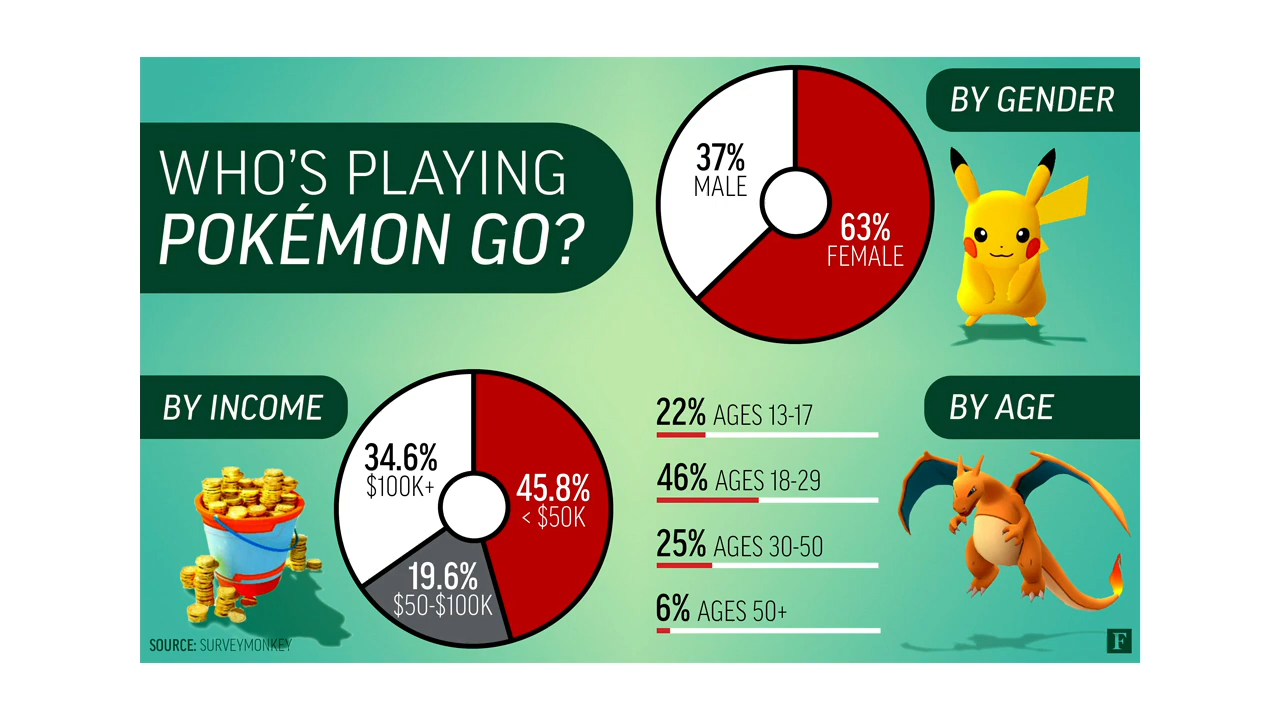 WHO'S PLAYING
POKÉMON GO?
BY GENDER
37%
MALE
63%
FEMALE
BY INCOME
34.6%
$100K+
45.8%
< $50K
19.6%
$50-$100K
BY AGE
22% AGES 13-17
46% AGES 18-29
25% AGES 30-50
6% AGES 50+
SOURCE: SURVEYMONKEY
F